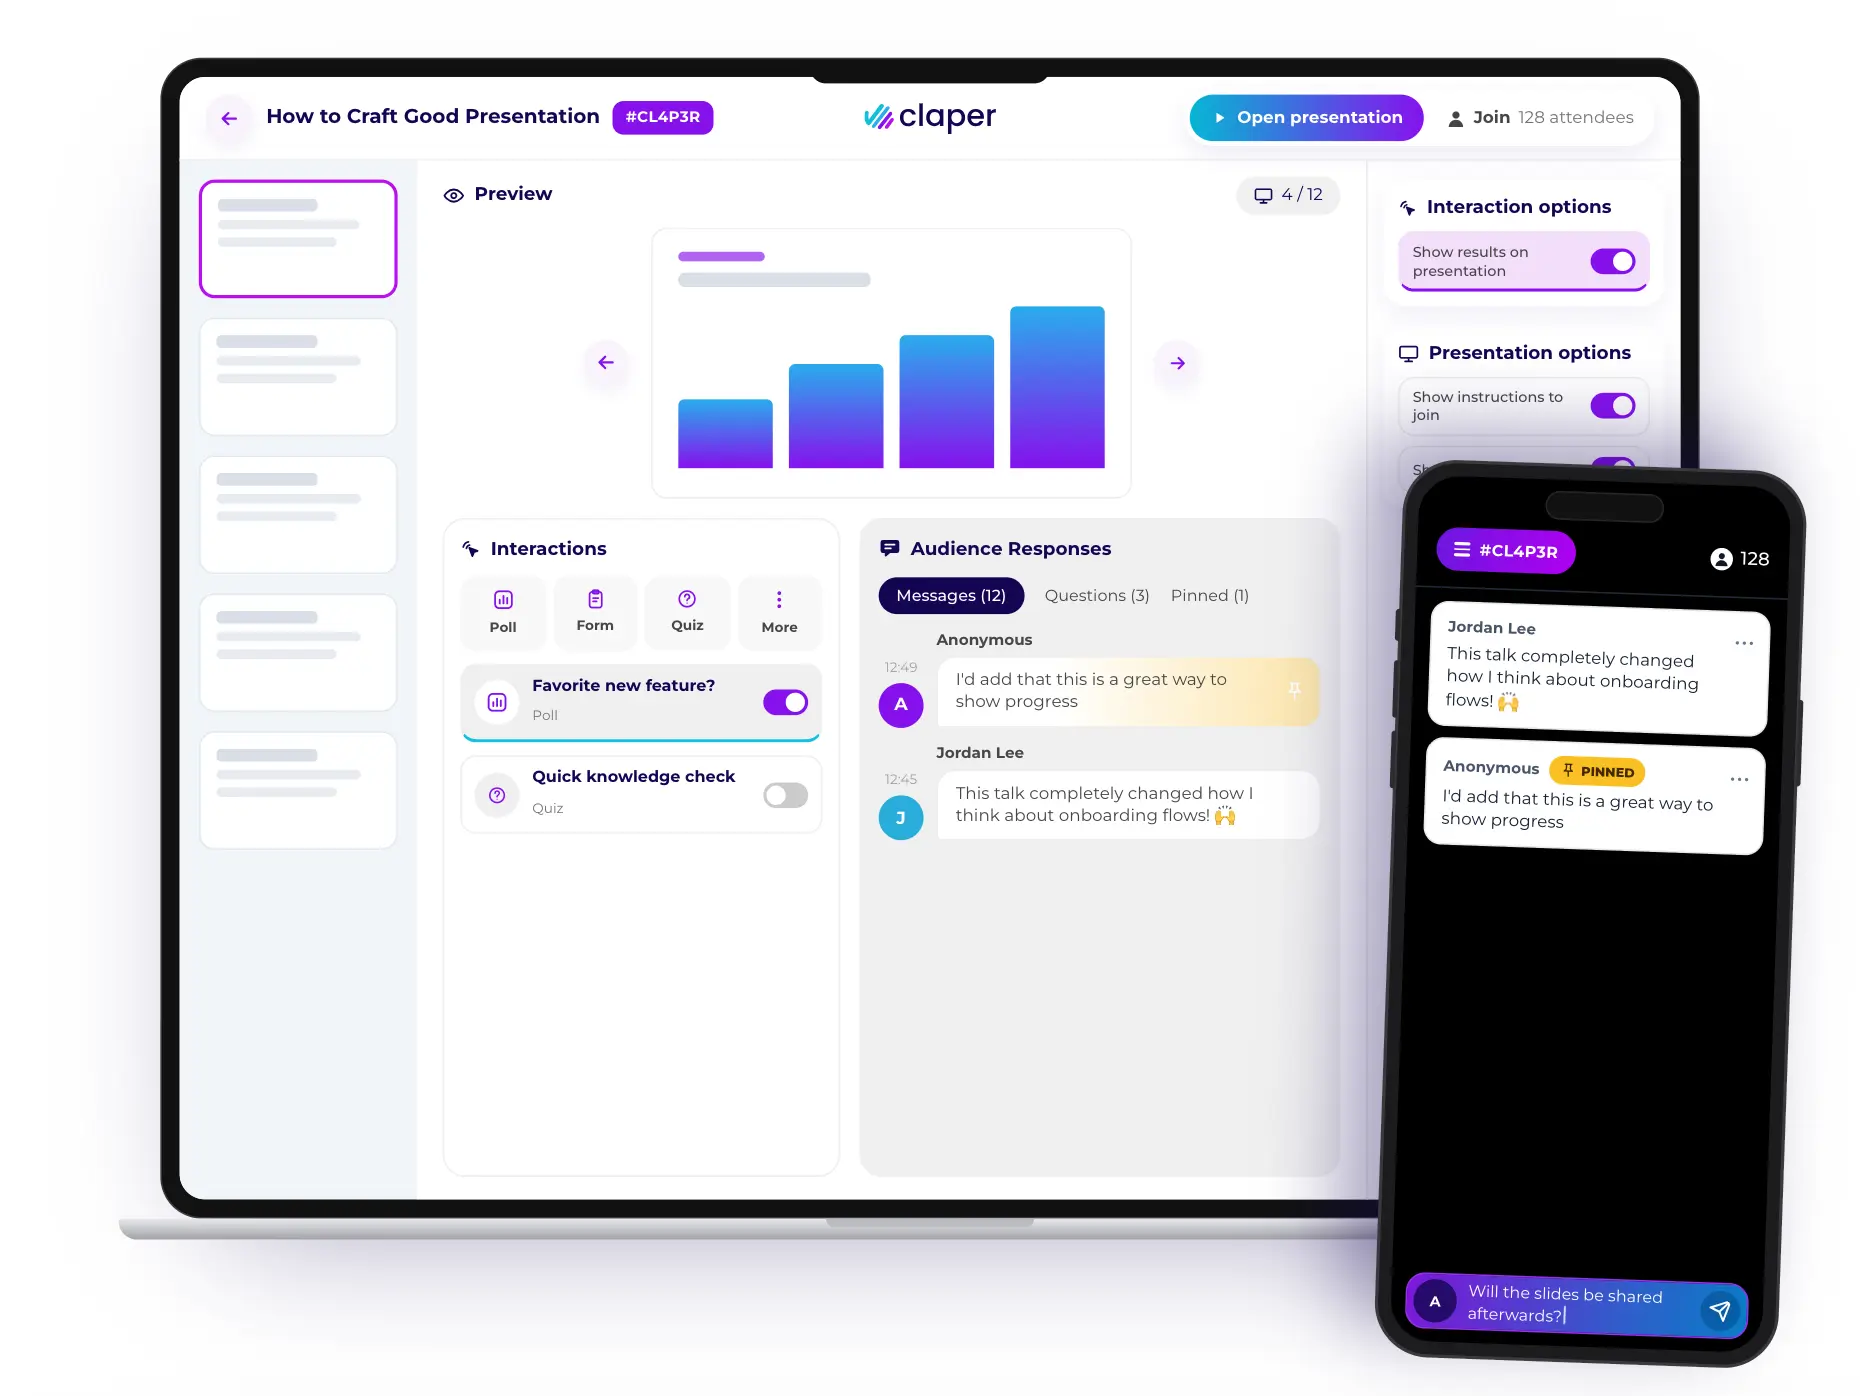 How to Craft Good Presentation
#CL4P3R
claper
Open presentation
Join 128 attendees
Preview
4 / 12
Interaction options
Show results on
presentation
Presentation options
Show instructions to
join
Interactions
Poll
Form
Quiz
More
Favorite new feature?
Poll
Quick knowledge check
Quiz
Audience Responses
Messages (12)
Questions (3)
Pinned (1)
Anonymous
12:49
A
I'd add that this is a great way to
show progress
Jordan Lee
12:45
J
This talk completely changed how I
think about onboarding flows! 🙌
#CL4P3R
128
Jordan Lee
This talk completely changed
how I think about onboarding
flows! 🙌
Anonymous
PINNED
I'd add that this is a great way to
show progress
A
Will the slides be shared
afterwards?